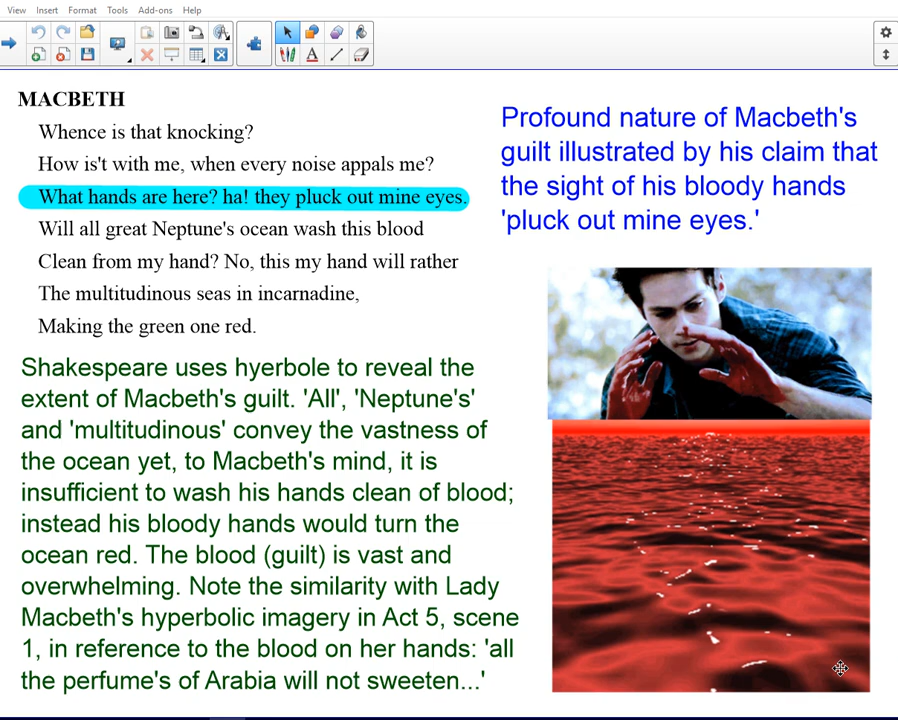 View Insert Format Tools Add-ons Help
MACBETH
Whence is that knocking?
How is't with me, when every noise appals me?
What hands are here? ha! they pluck out mine eyes.
Will all great Neptune's ocean wash this blood
Clean from my hand? No, this my hand will rather
The multitudinous seas in incarnadine,
Making the green one red.
Profound nature of Macbeth's
guilt illustrated by his claim that
the sight of his bloody hands
'pluck out mine eyes.'
Shakespeare uses hyerbole to reveal the
extent of Macbeth's guilt. 'All', 'Neptune's'
and 'multitudinous' convey the vastness of
the ocean yet, to Macbeth's mind, it is
insufficient to wash his hands clean of blood;
instead his bloody hands would turn the
ocean red. The blood (guilt) is vast and
overwhelming. Note the similarity with Lady
Macbeth's hyperbolic imagery in Act 5, scene
1, in reference to the blood on her hands: 'all
the perfume's of Arabia will not sweeten...'